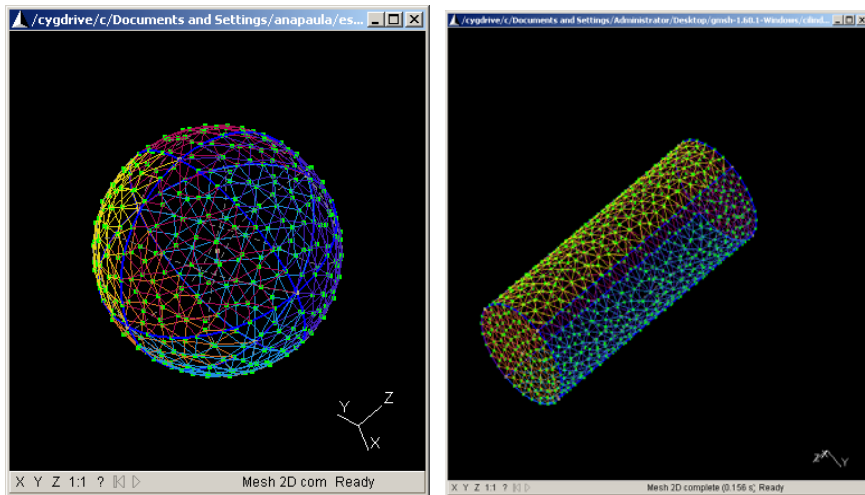 /cygdrive/c/Documents and Settings/anapaula/es...
/cygdrive/c/Documents and Settings/Administrator/Desktop/gmsh-1.60.1-Windows/cilind...
Y
Z
X
Z X Y
X Y Z 1:1 ? Mesh 2D com Ready
X Y Z 1:1 ? Mesh 2D complete (0.156 s) Ready